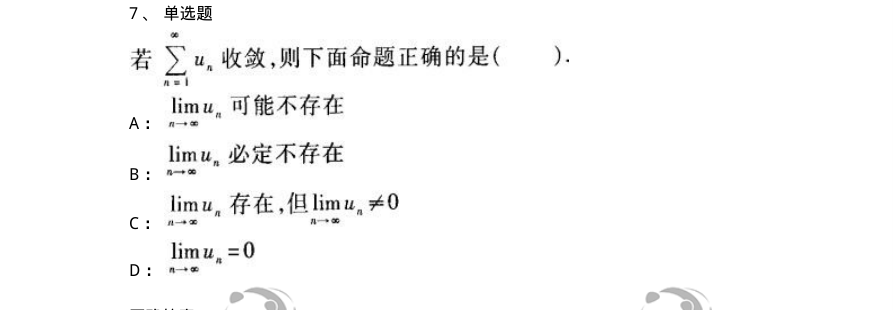 7、 单选题
若 $\sum_{n=1}^{\infty} u_n$ 收敛,则下面命题正确的是( ).
A： $\lim_{n→∞} u_n$ 可能不存在
B： $\lim_{n→∞} u_n$ 必定不存在
C： $\lim_{n→∞} u_n$ 存在,但 $\lim_{n→∞} u_n ≠ 0$
D： $\lim_{n→∞} u_n = 0$